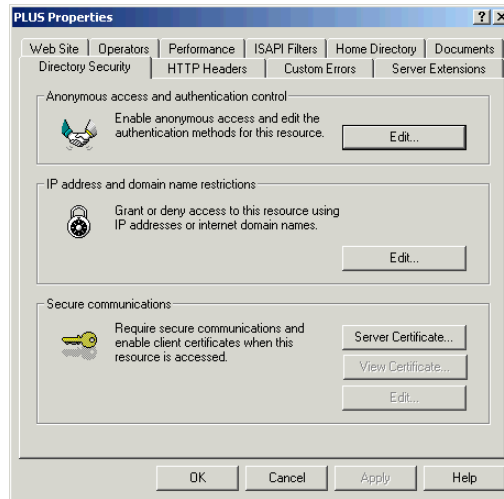 PLUS Properties
Web Site Operators Performance ISAPI Filters Home Directory Documents
Directory Security HTTP Headers Custom Errors Server Extensions
Anonymous access and authentication control
Enable anonymous access and edit the
authentication methods for this resource.
Edit...
IP address and domain name restrictions
Grant or deny access to this resource using
IP addresses or internet domain names.
Edit...
Secure communications
Require secure communications and
enable client certificates when this
resource is accessed.
Server Certificate...
View Certificate...
Edit...
OK Cancel Apply Help